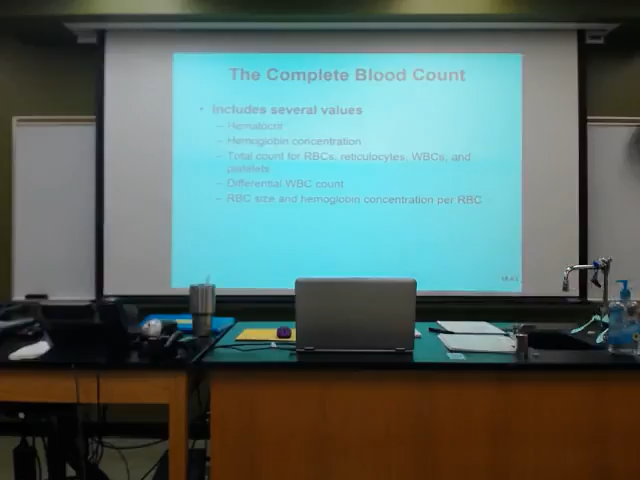 The Complete Blood Count
• Includes several values
– Hematocrit
– Hemoglobin concentration
– Total count for RBCs, reticulocytes, WBCs, and
platelets
– Differential WBC count
– RBC size and hemoglobin concentration per RBC